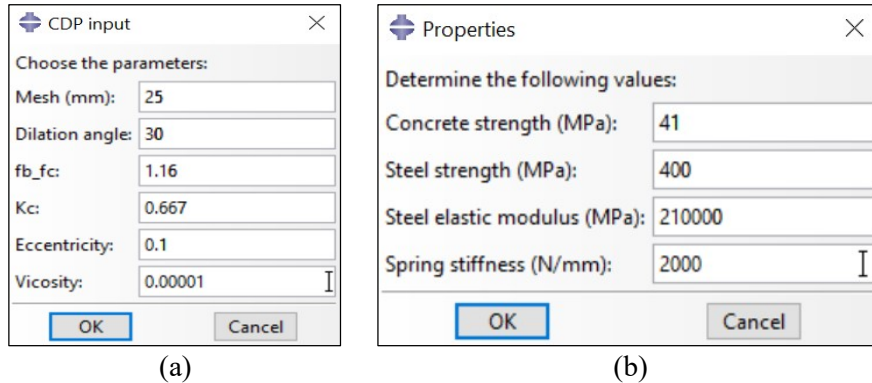 CDP input
Choose the parameters:
Mesh (mm): 25
Dilation angle: 30
fb_fc: 1.16
Kc: 0.667
Eccentricity: 0.1
Vicosity: 0.00001
OK Cancel
(a)
Properties
Determine the following values:
Concrete strength (MPa): 41
Steel strength (MPa): 400
Steel elastic modulus (MPa): 210000
Spring stiffness (N/mm): 2000
OK Cancel
(b)